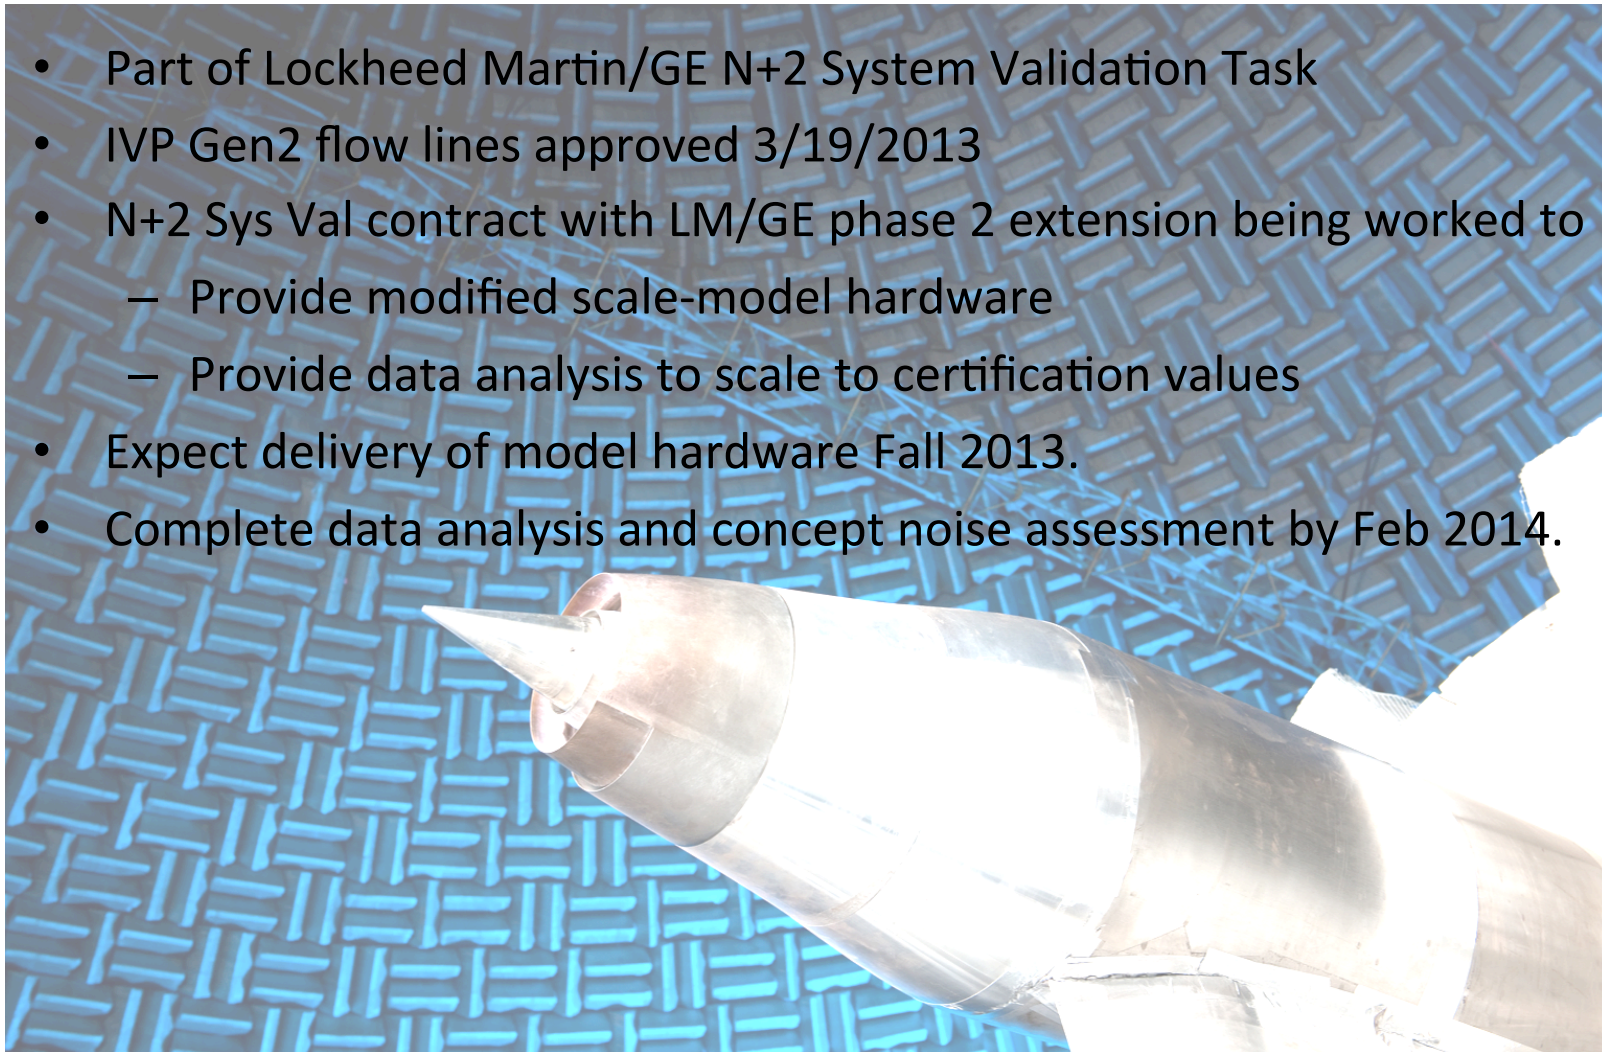 • Part of Lockheed Martin/GE N+2 System Validation Task
• IVP Gen2 flow lines approved 3/19/2013
• N+2 Sys Val contract with LM/GE phase 2 extension being worked to
– Provide modified scale-model hardware
– Provide data analysis to scale to certification values
• Expect delivery of model hardware Fall 2013.
• Complete data analysis and concept noise assessment by Feb 2014.